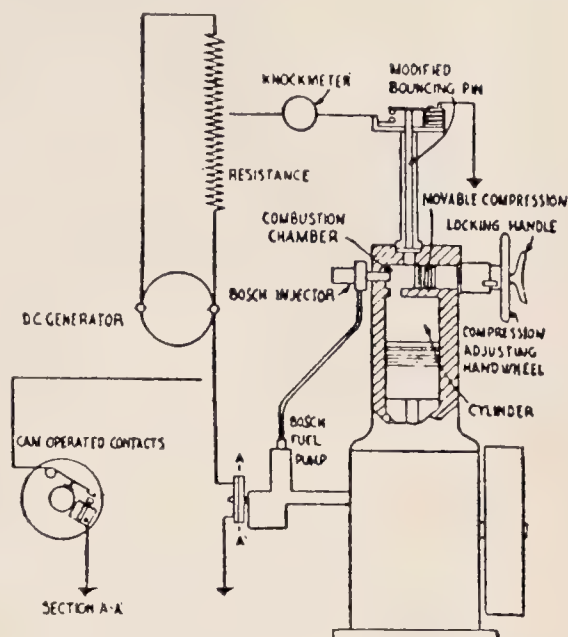 KNOCKMETER
MODIFIED
BOUNCING PIN
RESISTANCE
MOVABLE COMPRESSION
LOCKING HANDLE
COMBUSTION
CHAMBER
BOSCH INJECTOR
D.C. GENERATOR
COMPRESSION
ADJUSTING
HANDWHEEL
CYLINDER
BOSCH
FUEL
PUMP
CAM OPERATED CONTACTS
A
A'
SECTION A-A'